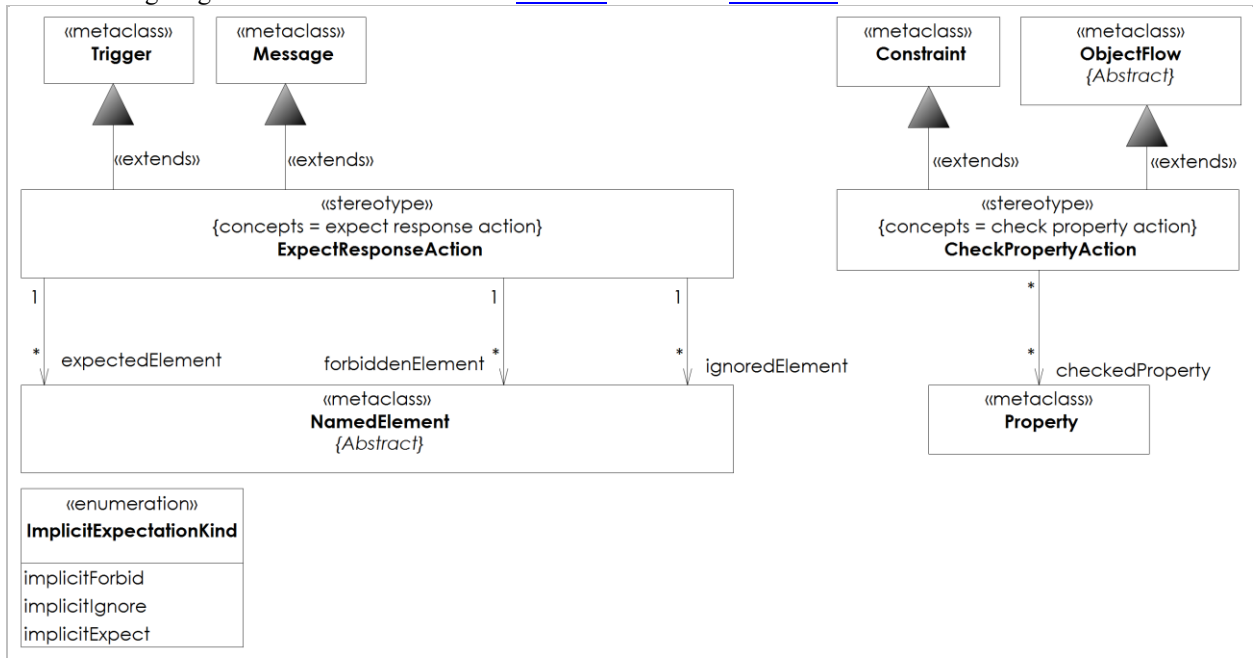 «metaclass»
Trigger
«metaclass»
Message
«metaclass»
Constraint
«metaclass»
ObjectFlow
{Abstract}
«extends»
«extends»
«extends»
«extends»
«stereotype»
{concepts = expect response action}
ExpectResponseAction
«stereotype»
{concepts = check property action}
CheckPropertyAction
1
1
1
*
*
expectedElement
*
forbiddenElement
*
ignoredElement
*
checkedProperty
«metaclass»
NamedElement
{Abstract}
«metaclass»
Property
«enumeration»
ImplicitExpectationKind
implicitForbid
implicitIgnore
implicitExpect